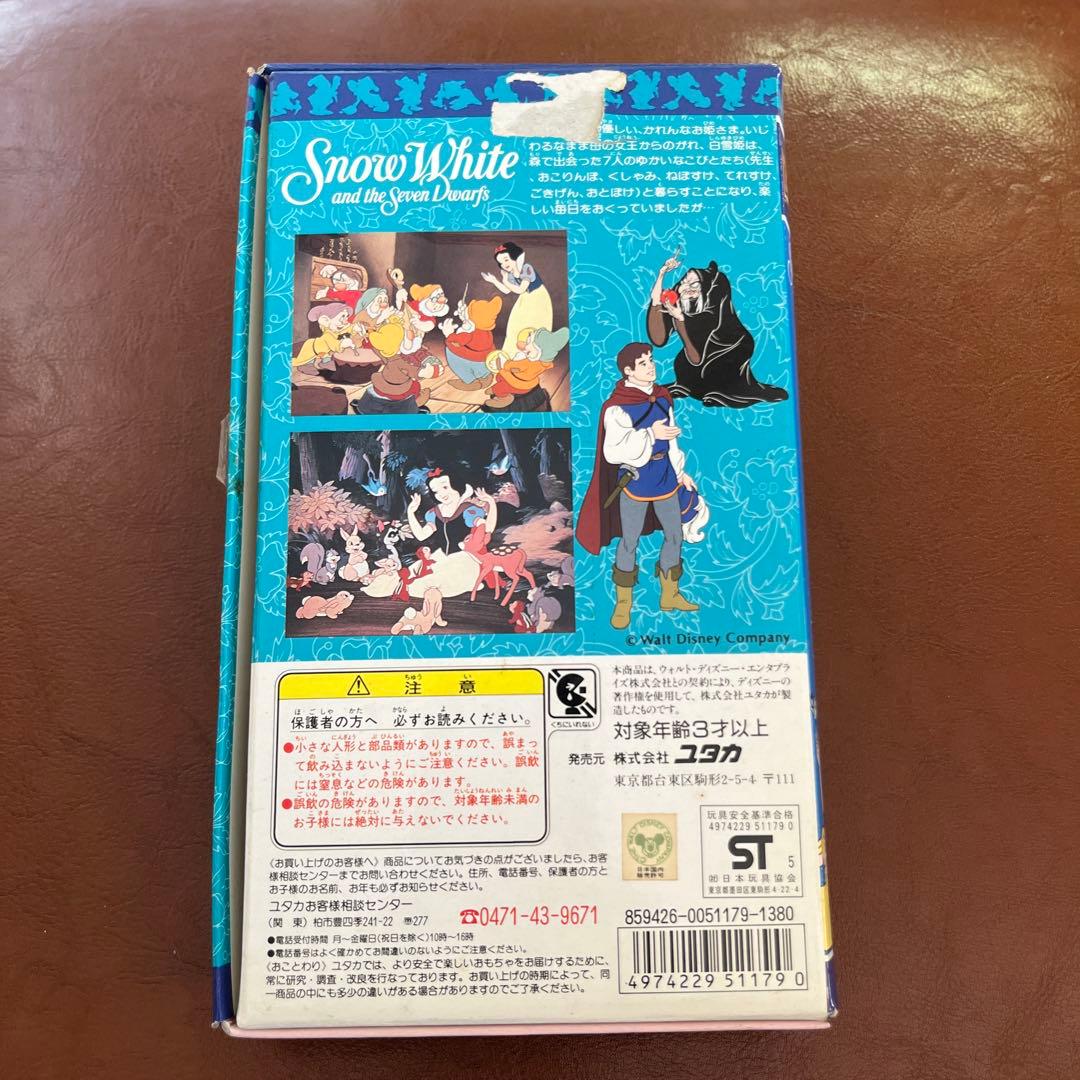 Snow White
and the Seven Dwarfs
優しい、かれんなお姫さま。いじ
わるなまま母の女王からのがれ、白雪姫は、
森で出会った7人のゆかいなこびとたち(先生
、おこりんぼ、くしゃみ、ねぼすけ、てれすけ、
ごきげん、おとぼけ)と暮らすことになり、楽
しい毎日をおくっていましたが…
© Walt Disney Company
⚠ 注意
保護者の方へ 必ずお読みください。
●小さな人形と部品類がありますので、誤まっ
て飲み込まないようにご注意ください。誤飲
には窒息などの危険があります。
●誤飲の危険がありますので、対象年齢未満の
お子様には絶対に与えないでください。
くちにいれない
本商品は、ウォルト・ディズニー・エンタプラ
イズ株式会社との契約により、ディズニーの
著作権を使用して、株式会社ユタカが製
造したものです。
対象年齢3才以上
発売元 株式会社 ユタカ
東京都台東区駒形2-5-4 〒111
© THE WALT DISNEY COMPANY
日本国内
販売許可
玩具安全基準合格
4974229 51179 0
ST 5
㈳日本玩具協会
東京都墨田区東駒形4-22-4
〈お買い上げのお客様へ〉商品についてお気づきの点がございましたら、お客
様相談センターまでお問い合わせください。住所、電話番号、保護者の方と
お子様のお名前、お年も必ずお知らせください。
ユタカお客様相談センター
(関 東) 柏市豊四季241-22 〒277
☎0471-43-9671
●電話受付時間 月〜金曜日(祝日を除く)10時〜16時
●電話番号はよく確かめてお間違いのないようにご注意ください。
《おことわり》ユタカでは、より安全で楽しいおもちゃをお届けするために、
常に研究・調査・改良を行なっております。お買い上げの時期によって、同
一商品の中にも多少の違いがある場合がありますのでご了承ください。
859426-0051179-1380
4974229 511790